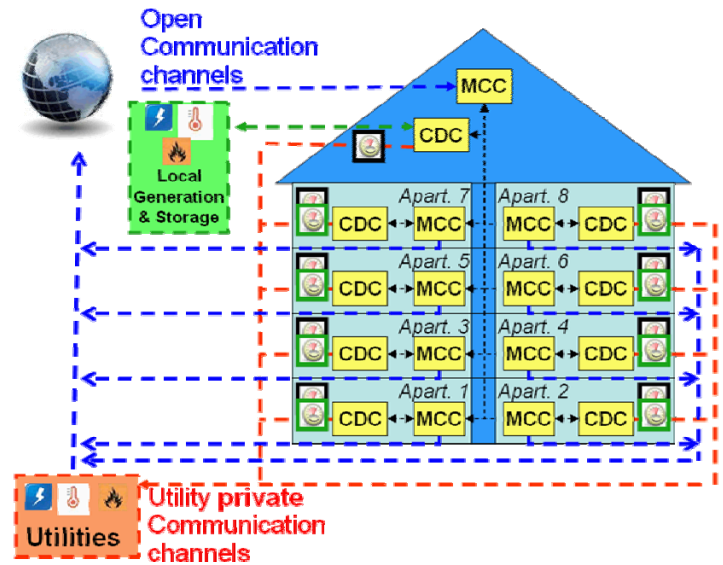 Open
Communication
channels
MCC
CDC
Local
Generation
& Storage
Apart. 7 Apart. 8
CDC MCC MCC CDC
Apart. 5 Apart. 6
CDC MCC MCC CDC
Apart. 3 Apart. 4
CDC MCC MCC CDC
Apart. 1 Apart. 2
CDC MCC MCC CDC
Utilities
Utility private
Communication
channels